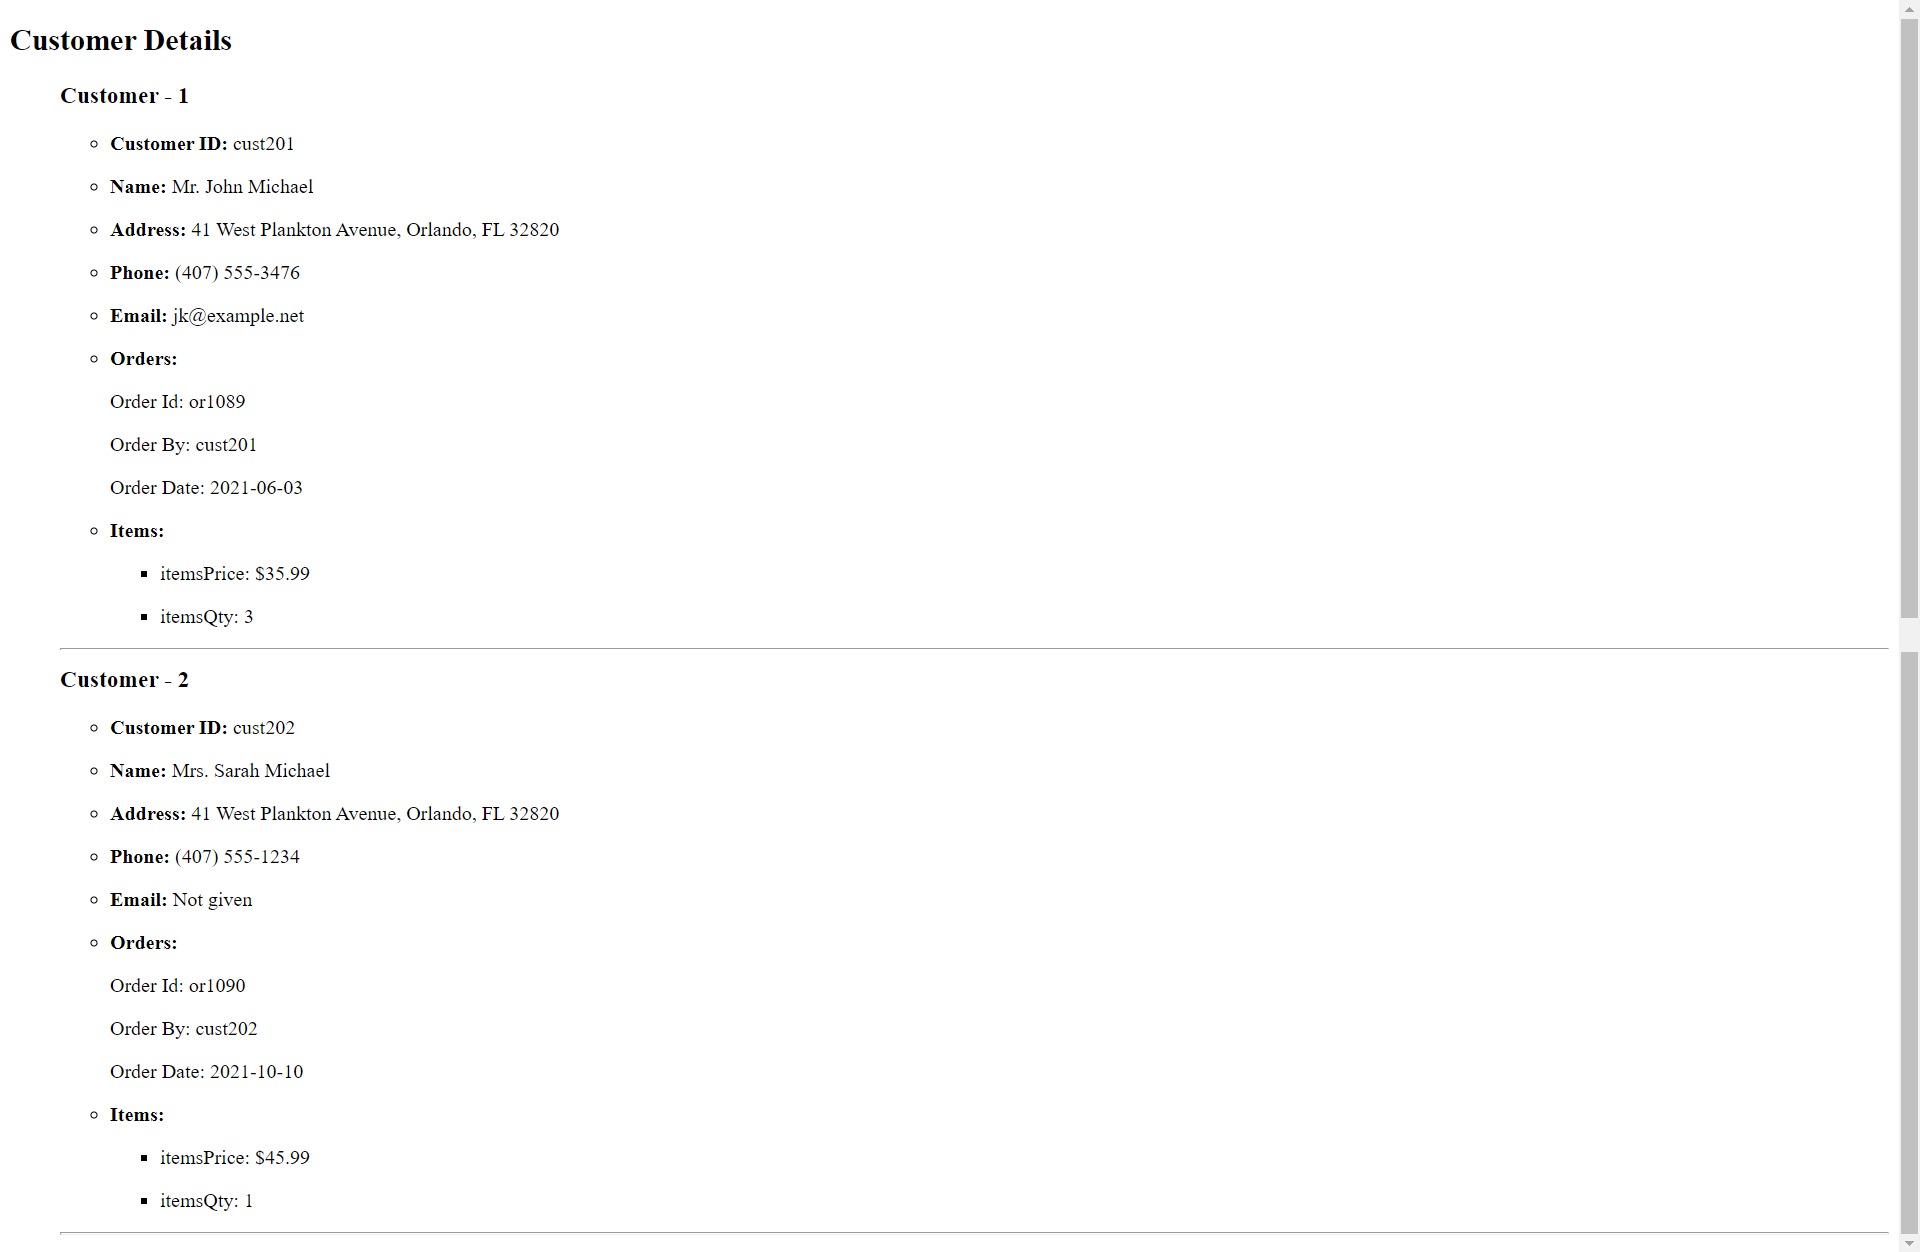 Customer Details
Customer - 1
Customer ID: cust201
Name: Mr. John Michael
Address: 41 West Plankton Avenue, Orlando, FL 32820
Phone: (407) 555-3476
Email: jk@example.net
Orders:
Order Id: or1089
Order By: cust201
Order Date: 2021-06-03
Items:
itemsPrice: $35.99
itemsQty: 3
Customer - 2
Customer ID: cust202
Name: Mrs. Sarah Michael
Address: 41 West Plankton Avenue, Orlando, FL 32820
Phone: (407) 555-1234
Email: Not given
Orders:
Order Id: or1090
Order By: cust202
Order Date: 2021-10-10
Items:
itemsPrice: $45.99
itemsQty: 1